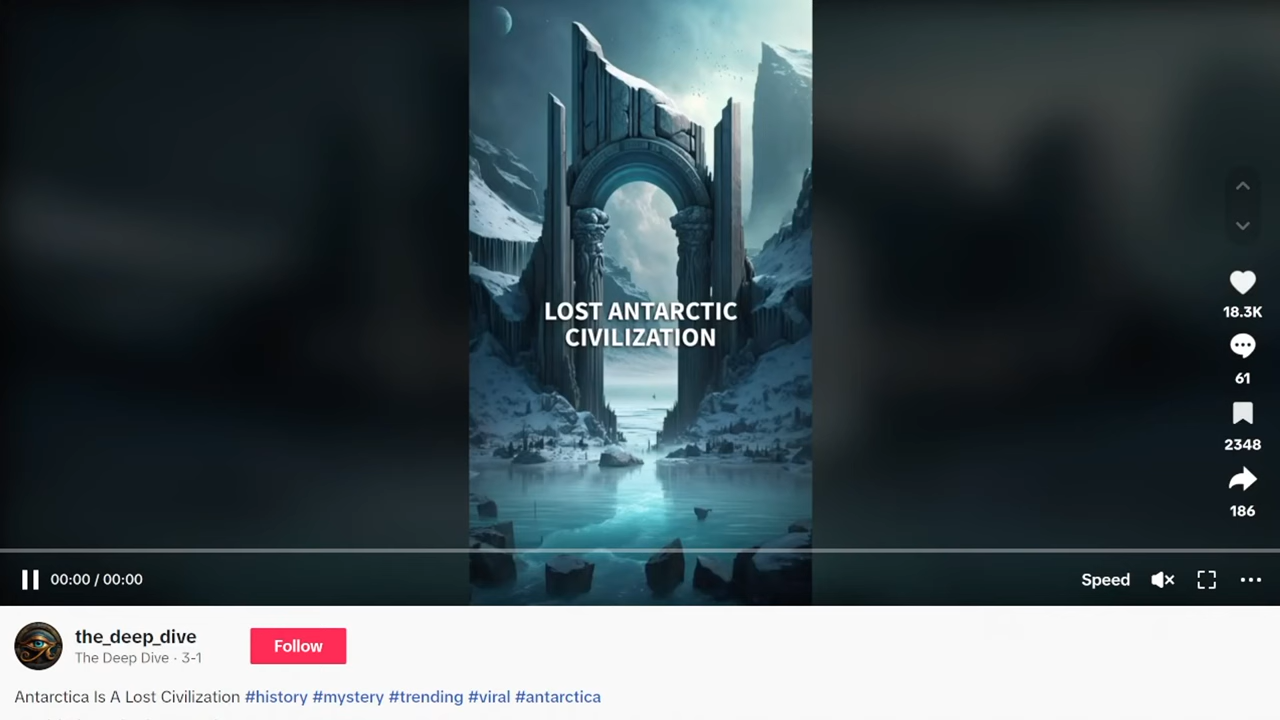 LOST ANTARCTIC
CIVILIZATION
18.3K
61
2348
186
00:00 / 00:00
Speed
the_deep_dive
The Deep Dive · 3-1
Follow
Antarctica Is A Lost Civilization #history #mystery #trending #viral #antarctica